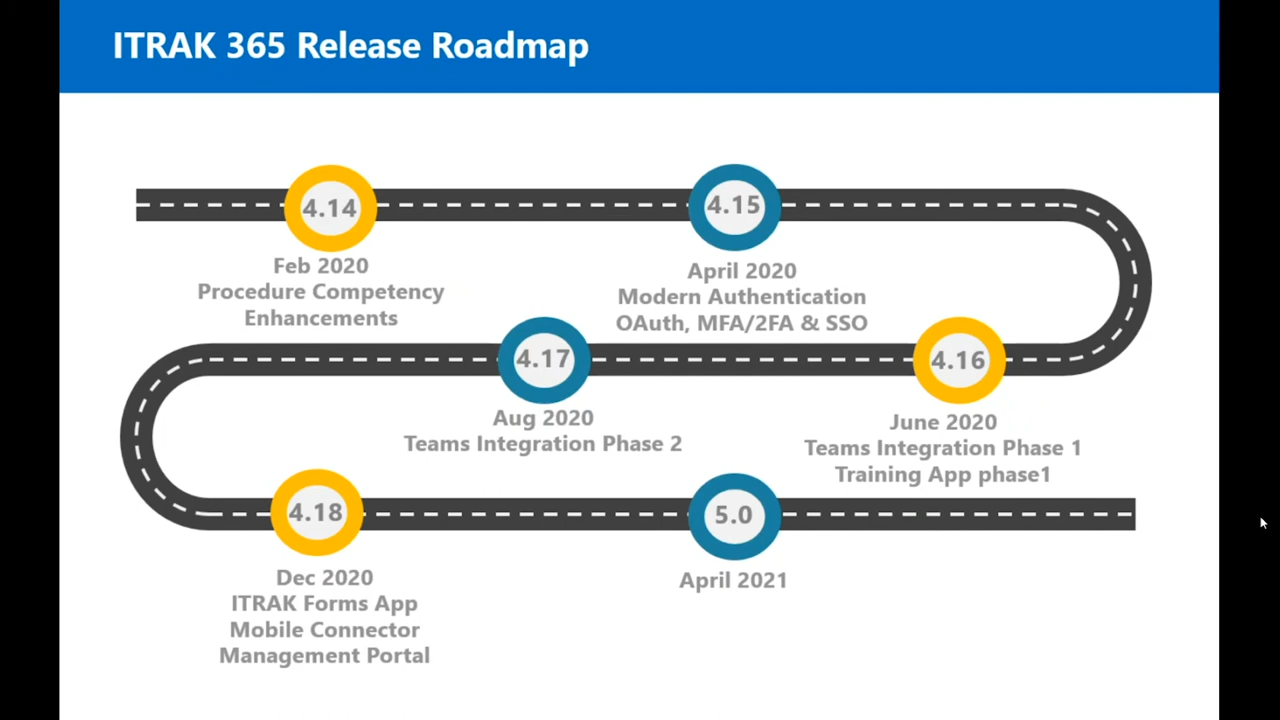 ITRAK 365 Release Roadmap
4.14
Feb 2020
Procedure Competency
Enhancements
4.15
April 2020
Modern Authentication
OAuth, MFA/2FA & SSO
4.16
June 2020
Teams Integration Phase 1
Training App phase1
4.17
Aug 2020
Teams Integration Phase 2
4.18
Dec 2020
ITRAK Forms App
Mobile Connector
Management Portal
5.0
April 2021